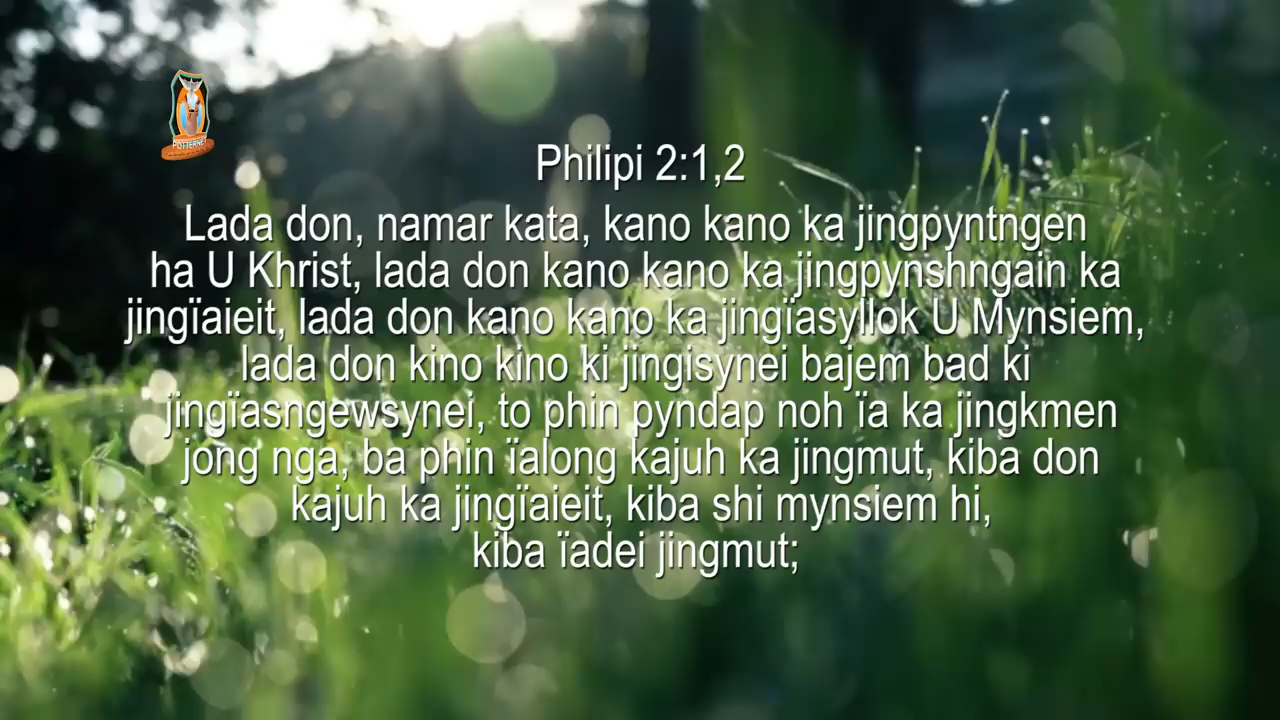 POTTERNET
Philipi 2:1,2
Lada don, namar kata, kano kano ka jingpyntngen
ha U Khrist, lada don kano kano ka jingpynshngain ka
jingïaieit, lada don kano kano ka jingïasyllok U Mynsiem,
lada don kino kino ki jingisynei bajem bad ki
jingïasngewsynei, to phin pyndap noh ïa ka jingkmen
jong nga, ba phin ïalong kajuh ka jingmut, kiba don
kajuh ka jingïaieit, kiba shi mynsiem hi,
kiba ïadei jingmut;